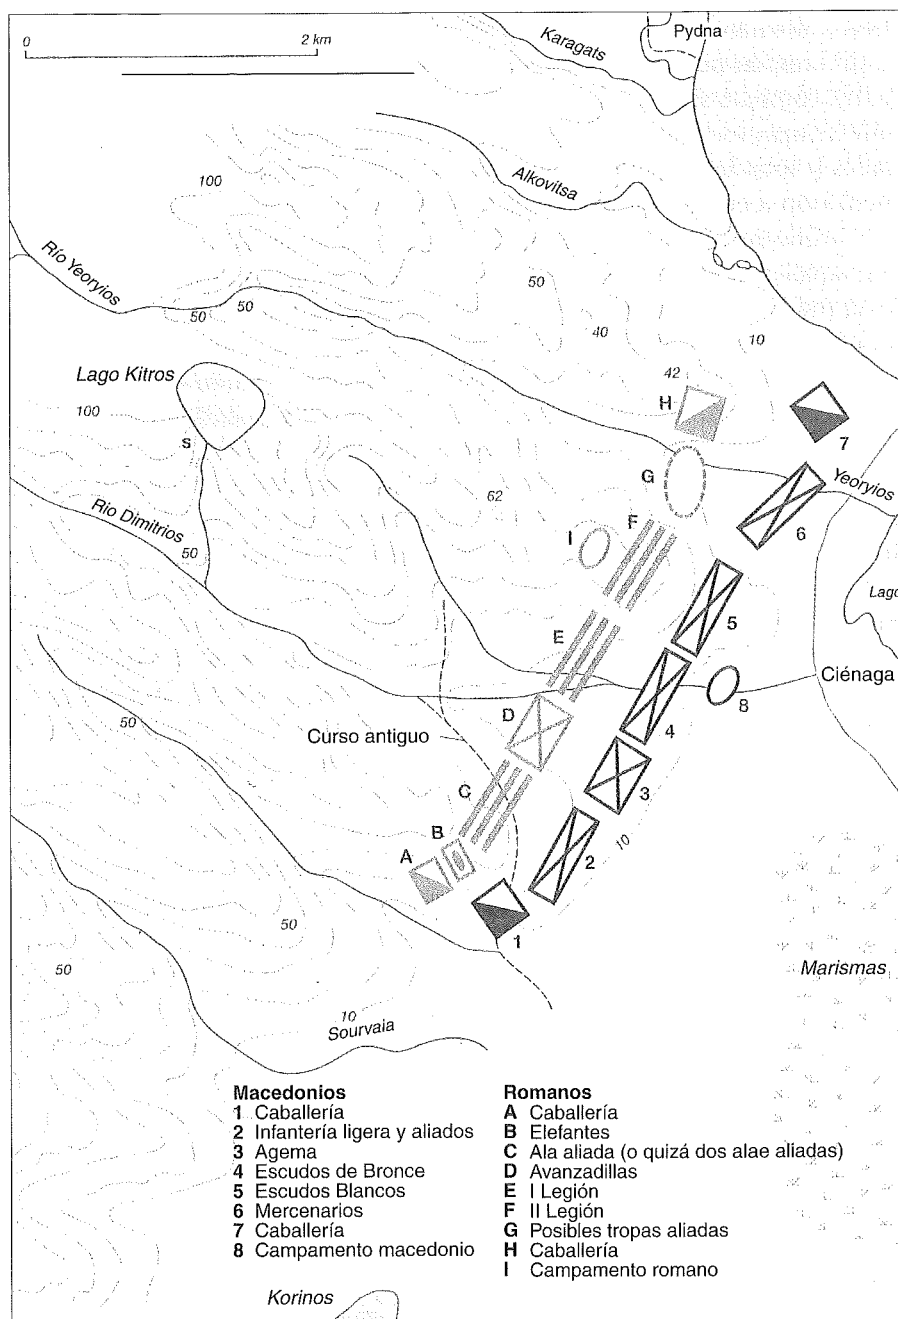 0 2 km
Karagats
Pydna
Alkovitsa
100
Río Yeoryios
50
50
50
40
10
Lago Kitros
42
H
100
7
s
G
Yeoryios
62
Rio Dimitrios
F
6
I
50
5
Lago
E
Ciénaga
8
D
4
50
Curso antiguo
C
3
B
10
A
2
50
1
50
Marismas
10
Sourvala
Macedonios
1 Caballería
2 Infantería ligera y aliados
3 Agema
4 Escudos de Bronce
5 Escudos Blancos
6 Mercenarios
7 Caballería
8 Campamento macedonio
Romanos
A Caballería
B Elefantes
C Ala aliada (o quizá dos alae aliadas)
D Avanzadillas
E I Legión
F II Legión
G Posibles tropas aliadas
H Caballería
I Campamento romano
Korinos